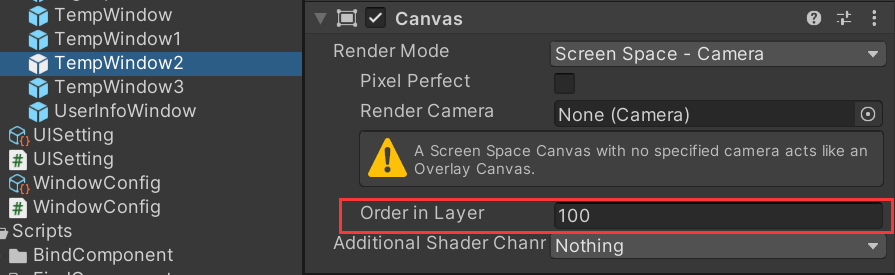 TempWindow
TempWindow1
TempWindow2
TempWindow3
UserInfoWindow
UISetting
UISetting
WindowConfig
WindowConfig
Scripts
BindComponent
Canvas
Render Mode
Screen Space - Camera
Pixel Perfect
Render Camera
None (Camera)
A Screen Space Canvas with no specified camera acts like an
Overlay Canvas.
Order in Layer
100
Additional Shader Chanr
Nothing